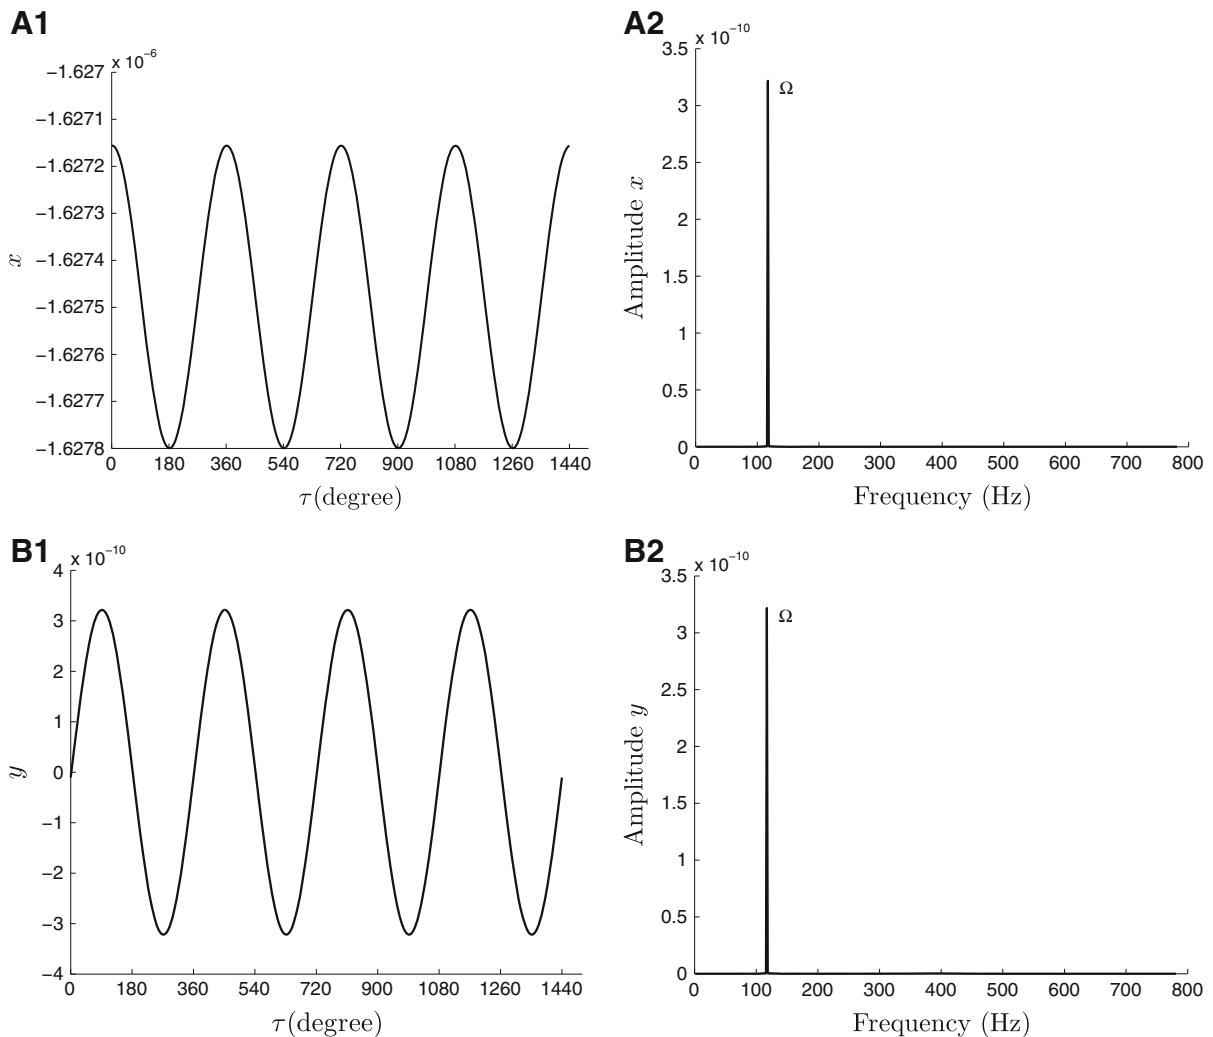 A1
x 10⁻⁶
−1.627
−1.6271
−1.6272
−1.6273
−1.6274
−1.6275
−1.6276
−1.6277
−1.6278
x
0 180 360 540 720 900 1080 1260 1440
τ(degree)
A2
x 10⁻¹⁰
3.5
3
2.5
2
1.5
1
0.5
0
Ω
Amplitude x
0 100 200 300 400 500 600 700 800
Frequency (Hz)
B1
x 10⁻¹⁰
4
3
2
1
0
−1
−2
−3
−4
y
0 180 360 540 720 900 1080 1260 1440
τ(degree)
B2
x 10⁻¹⁰
3.5
3
2.5
2
1.5
1
0.5
0
Ω
Amplitude y
0 100 200 300 400 500 600 700 800
Frequency (Hz)